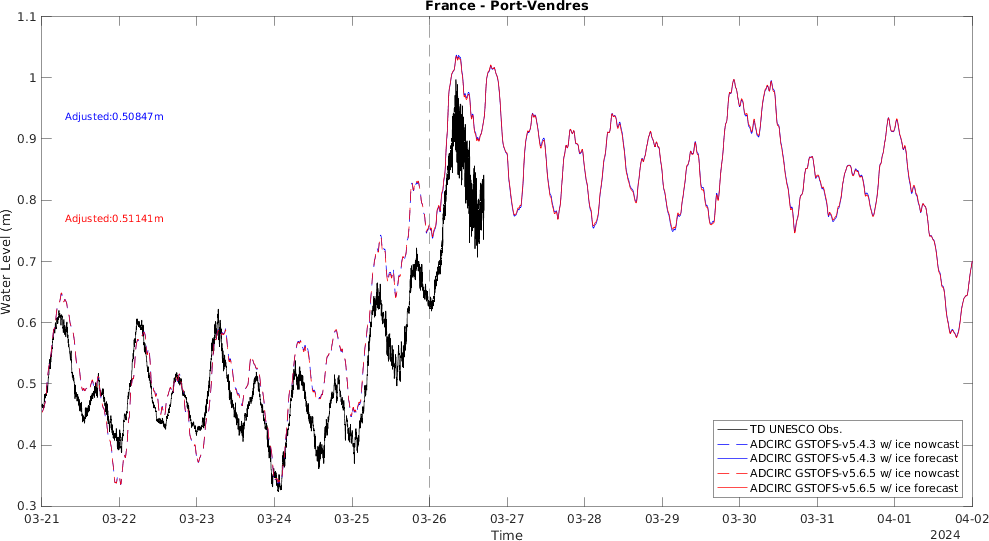 France - Port-Vendres
1.1
1
0.9
0.8
0.7
0.6
0.5
0.4
0.3
Water Level (m)
Adjusted:0.50847m
Adjusted:0.51141m
TD UNESCO Obs.
ADCIRC GSTOFS-v5.4.3 w/ ice nowcast
ADCIRC GSTOFS-v5.4.3 w/ ice forecast
ADCIRC GSTOFS-v5.6.5 w/ ice nowcast
ADCIRC GSTOFS-v5.6.5 w/ ice forecast
03-21 03-22 03-23 03-24 03-25 03-26 03-27 03-28 03-29 03-30 03-31 04-01 04-02
Time
2024